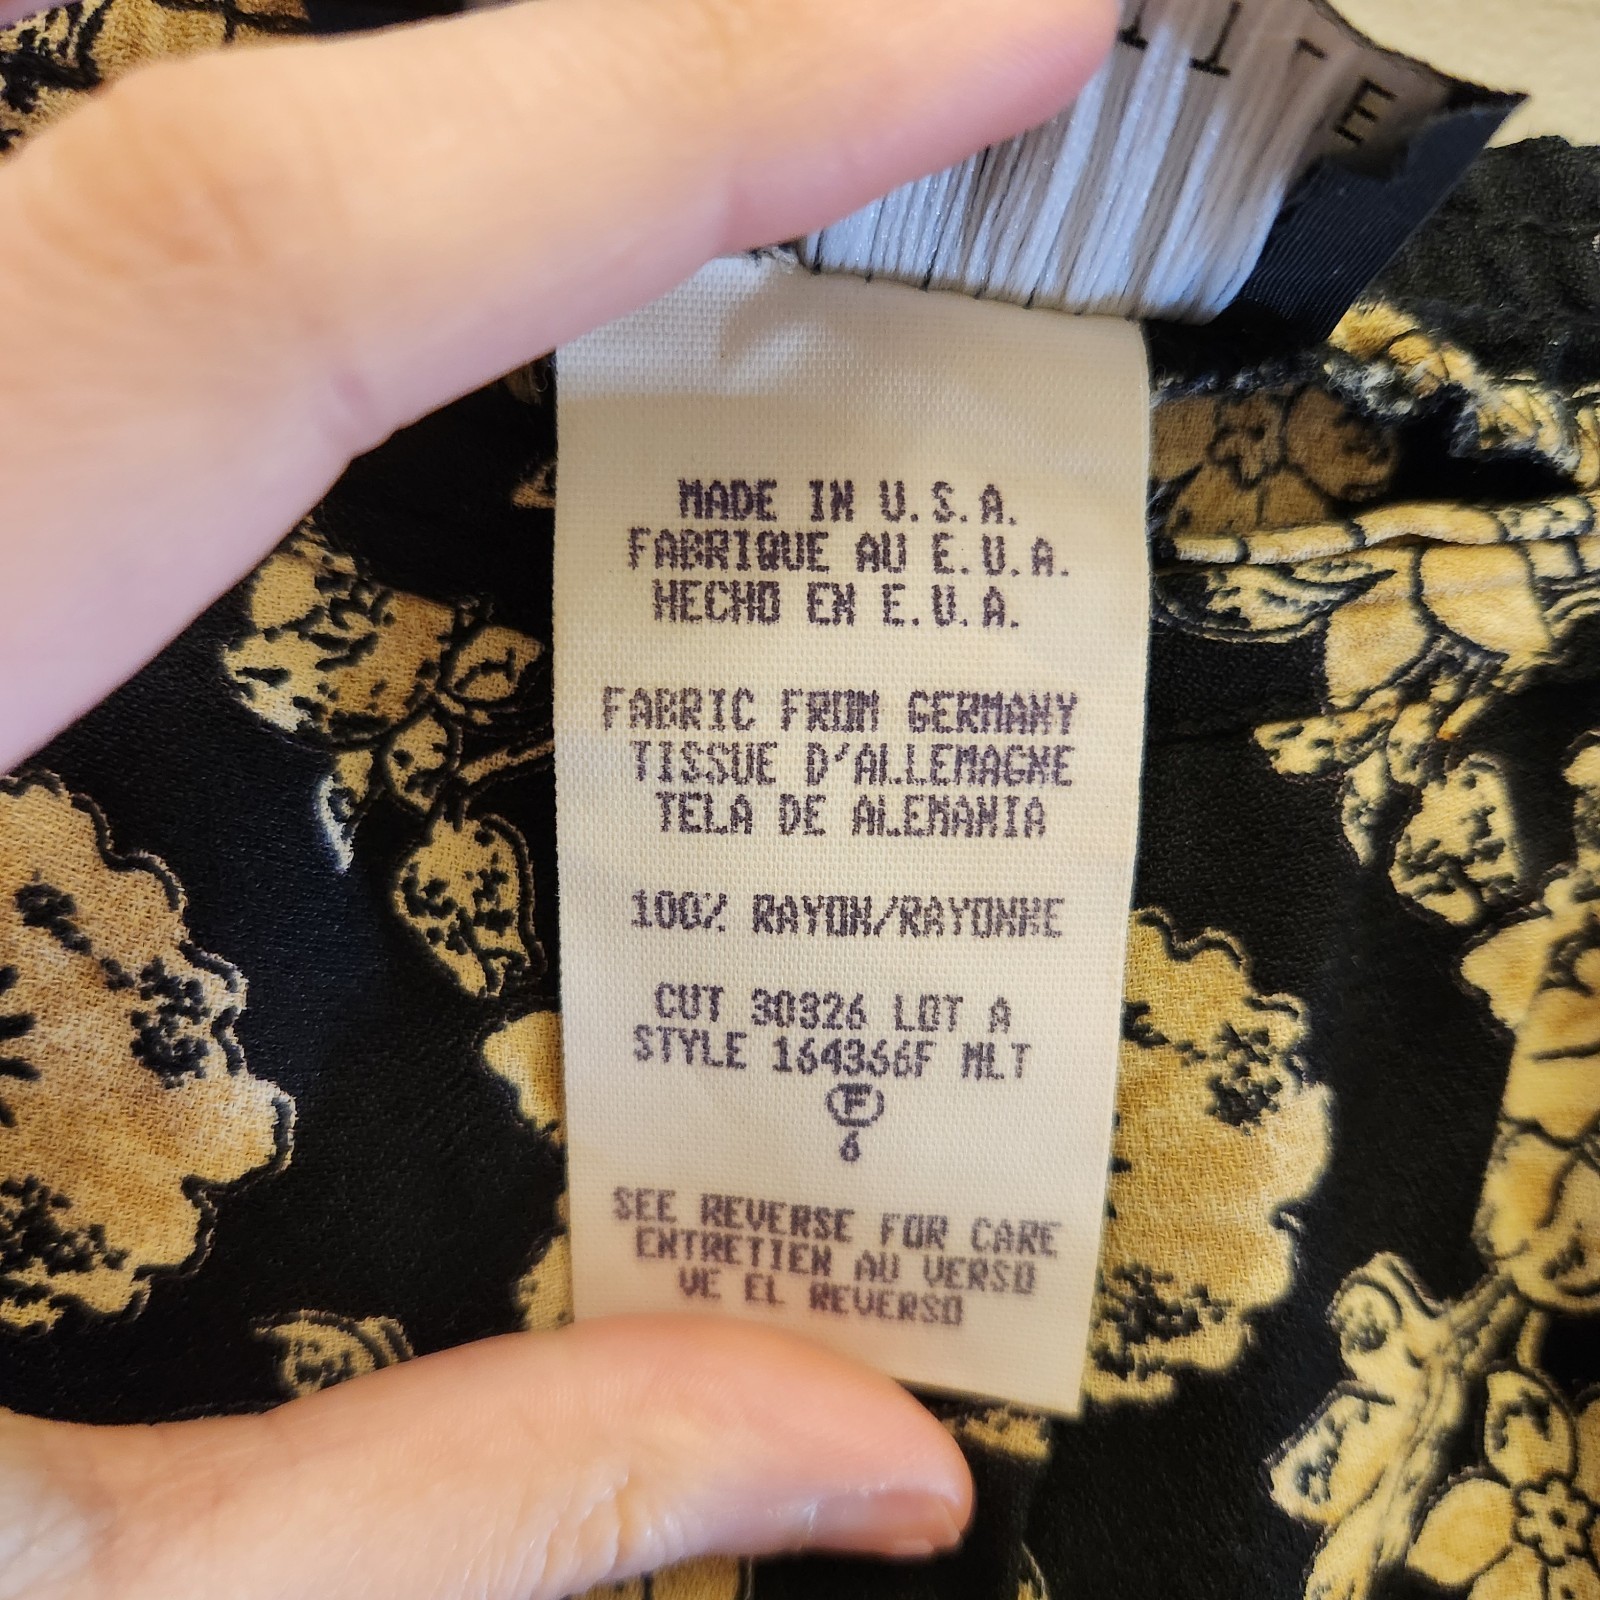 MADE IN U.S.A.
FABRIQUE AU E.U.A.
HECHO EN E.U.A.
FABRIC FROM GERMANY
TISSUE D'ALLEMAGNE
TELA DE ALEMANIA
100% RAYON/RAYONNE
CUT 30326 LOT A
STYLE 164366F MLT
F
6
SEE REVERSE FOR CARE
ENTRETIEN AU VERSO
VE EL REVERSO